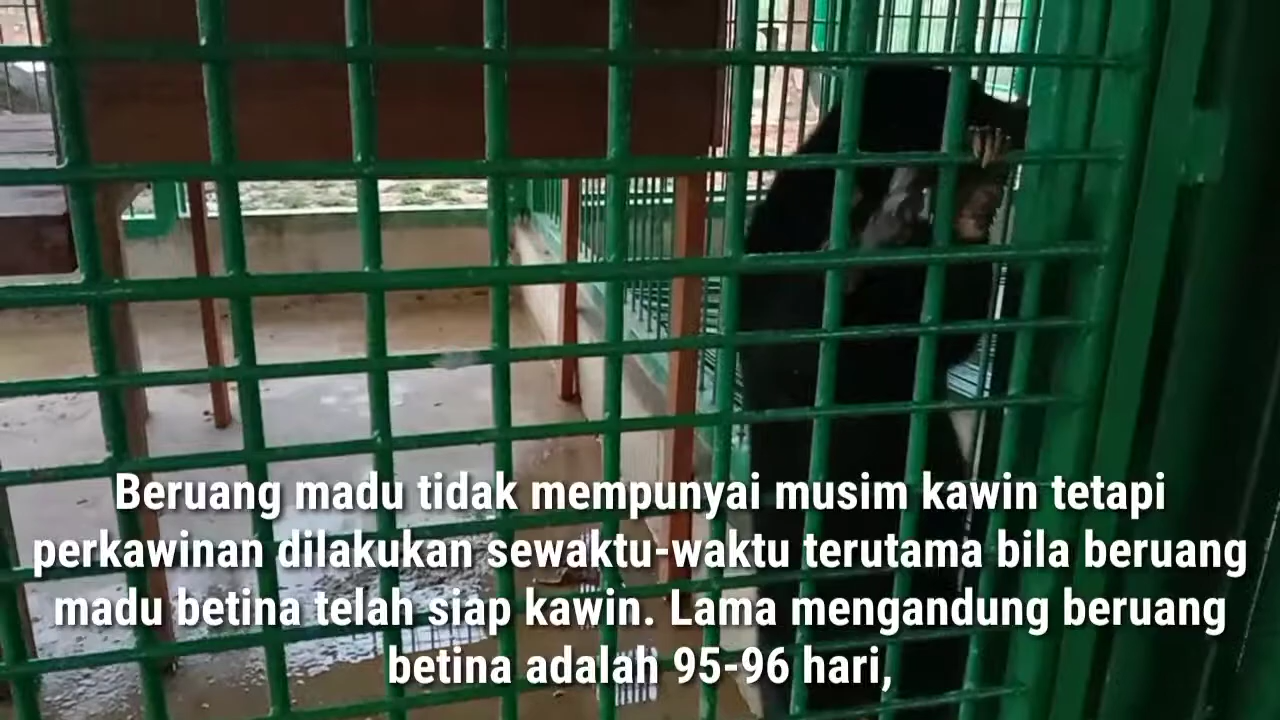 Beruang madu tidak mempunyai musim kawin tetapi
perkawinan dilakukan sewaktu-waktu terutama bila beruang
madu betina telah siap kawin. Lama mengandung beruang
betina adalah 95-96 hari,